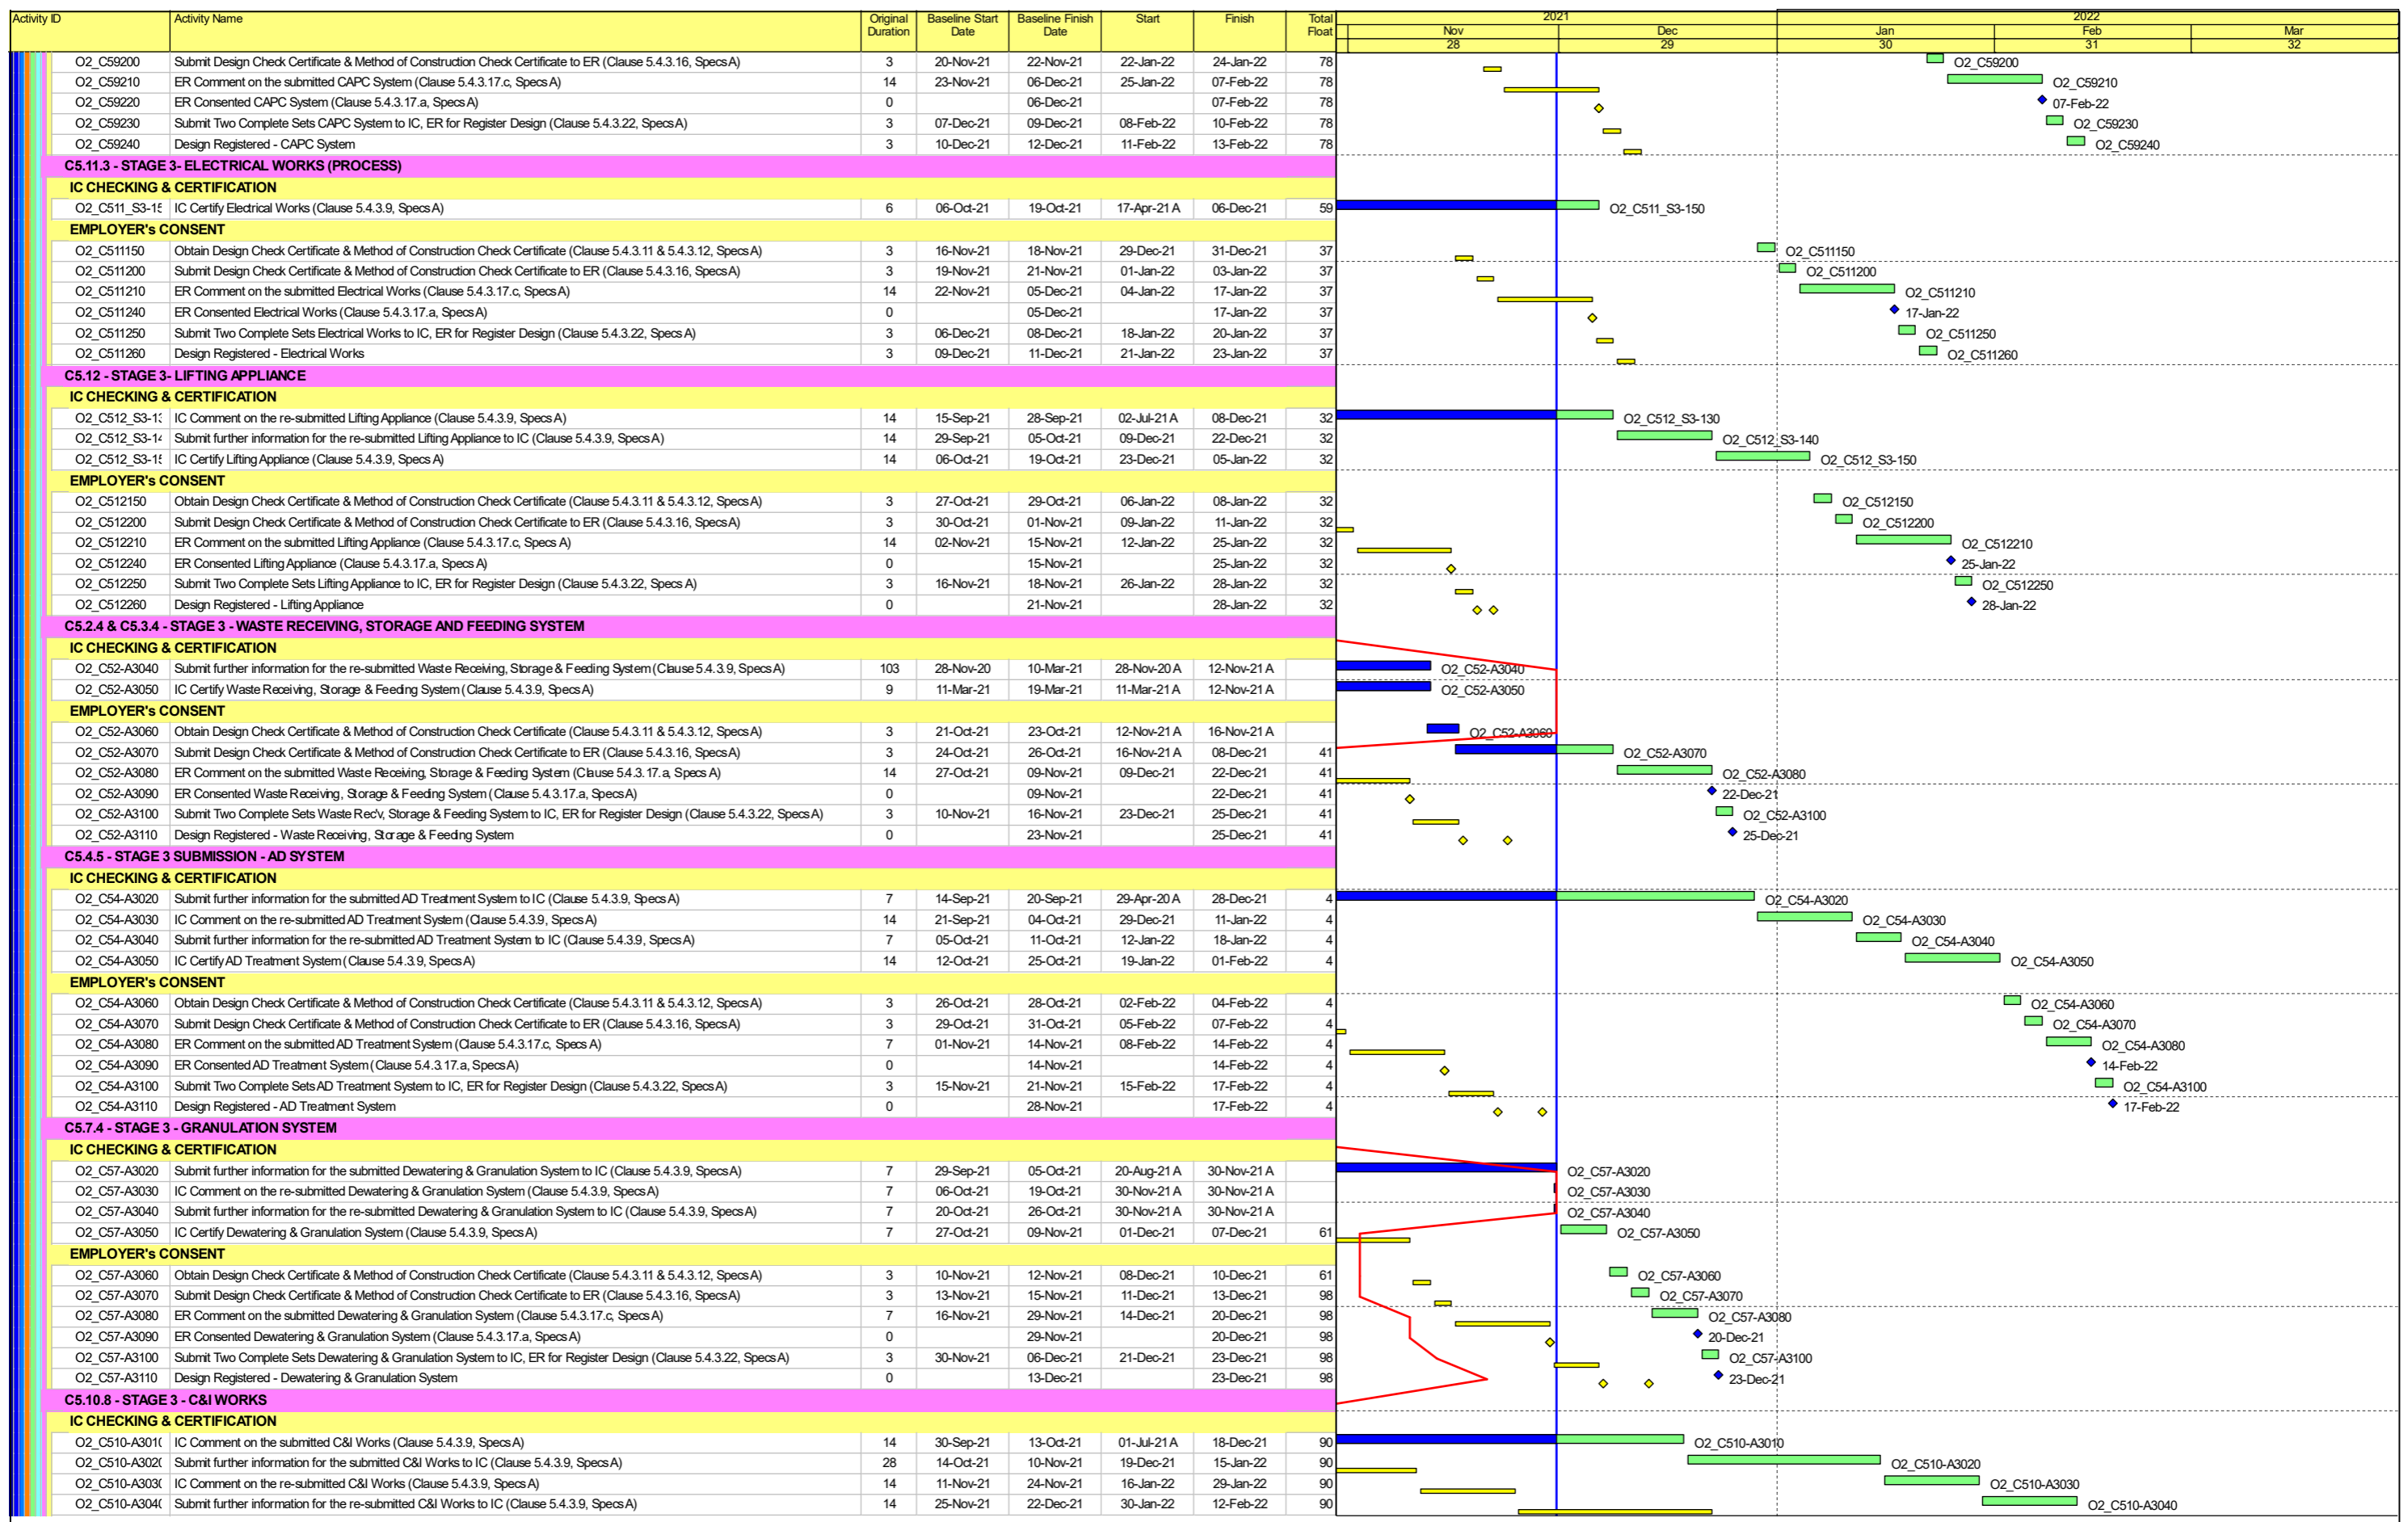 Activity ID Activity Name Original Duration Baseline Start Date Baseline Finish Date Start Finish Total Float 2021 2022
Nov Dec Jan Feb Mar
28 29 30 31 32
O2_C59200 Submit Design Check Certificate & Method of Construction Check Certificate to ER (Clause 5.4.3.16, Specs A) 3 20-Nov-21 22-Nov-21 22-Jan-22 24-Jan-22 78 O2_C59200
O2_C59210 ER Comment on the submitted CAPC System (Clause 5.4.3.17.c, Specs A) 14 23-Nov-21 06-Dec-21 25-Jan-22 07-Feb-22 78 O2_C59210
O2_C59220 ER Consented CAPC System (Clause 5.4.3.17.a, Specs A) 0 06-Dec-21 07-Feb-22 78 07-Feb-22
O2_C59230 Submit Two Complete Sets CAPC System to IC, ER for Register Design (Clause 5.4.3.22, Specs A) 3 07-Dec-21 09-Dec-21 08-Feb-22 10-Feb-22 78 O2_C59230
O2_C59240 Design Registered - CAPC System 3 10-Dec-21 12-Dec-21 11-Feb-22 13-Feb-22 78 O2_C59240
C5.11.3 - STAGE 3- ELECTRICAL WORKS (PROCESS)
IC CHECKING & CERTIFICATION
O2_C511_S3-15 IC Certify Electrical Works (Clause 5.4.3.9, Specs A) 6 06-Oct-21 19-Oct-21 17-Apr-21 A 06-Dec-21 59 O2_C511_S3-150
EMPLOYER's CONSENT
O2_C511150 Obtain Design Check Certificate & Method of Construction Check Certificate (Clause 5.4.3.11 & 5.4.3.12, Specs A) 3 16-Nov-21 18-Nov-21 29-Dec-21 31-Dec-21 37 O2_C511150
O2_C511200 Submit Design Check Certificate & Method of Construction Check Certificate to ER (Clause 5.4.3.16, Specs A) 3 19-Nov-21 21-Nov-21 01-Jan-22 03-Jan-22 37 O2_C511200
O2_C511210 ER Comment on the submitted Electrical Works (Clause 5.4.3.17.c, Specs A) 14 22-Nov-21 05-Dec-21 04-Jan-22 17-Jan-22 37 O2_C511210
O2_C511240 ER Consented Electrical Works (Clause 5.4.3.17.a, Specs A) 0 05-Dec-21 17-Jan-22 37 17-Jan-22
O2_C511250 Submit Two Complete Sets Electrical Works to IC, ER for Register Design (Clause 5.4.3.22, Specs A) 3 06-Dec-21 08-Dec-21 18-Jan-22 20-Jan-22 37 O2_C511250
O2_C511260 Design Registered - Electrical Works 3 09-Dec-21 11-Dec-21 21-Jan-22 23-Jan-22 37 O2_C511260
C5.12 - STAGE 3- LIFTING APPLIANCE
IC CHECKING & CERTIFICATION
O2_C512_S3-13 IC Comment on the re-submitted Lifting Appliance (Clause 5.4.3.9, Specs A) 14 15-Sep-21 28-Sep-21 02-Jul-21 A 08-Dec-21 32 O2_C512_S3-130
O2_C512_S3-14 Submit further information for the re-submitted Lifting Appliance to IC (Clause 5.4.3.9, Specs A) 14 29-Sep-21 05-Oct-21 09-Dec-21 22-Dec-21 32 O2_C512_S3-140
O2_C512_S3-15 IC Certify Lifting Appliance (Clause 5.4.3.9, Specs A) 14 06-Oct-21 19-Oct-21 23-Dec-21 05-Jan-22 32 O2_C512_S3-150
EMPLOYER's CONSENT
O2_C512150 Obtain Design Check Certificate & Method of Construction Check Certificate (Clause 5.4.3.11 & 5.4.3.12, Specs A) 3 27-Oct-21 29-Oct-21 06-Jan-22 08-Jan-22 32 O2_C512150
O2_C512200 Submit Design Check Certificate & Method of Construction Check Certificate to ER (Clause 5.4.3.16, Specs A) 3 30-Oct-21 01-Nov-21 09-Jan-22 11-Jan-22 32 O2_C512200
O2_C512210 ER Comment on the submitted Lifting Appliance (Clause 5.4.3.17.c, Specs A) 14 02-Nov-21 15-Nov-21 12-Jan-22 25-Jan-22 32 O2_C512210
O2_C512240 ER Consented Lifting Appliance (Clause 5.4.3.17.a, Specs A) 0 15-Nov-21 25-Jan-22 32 25-Jan-22
O2_C512250 Submit Two Complete Sets Lifting Appliance to IC, ER for Register Design (Clause 5.4.3.22, Specs A) 3 16-Nov-21 18-Nov-21 26-Jan-22 28-Jan-22 32 O2_C512250
O2_C512260 Design Registered - Lifting Appliance 0 21-Nov-21 28-Jan-22 32 28-Jan-22
C5.2.4 & C5.3.4 - STAGE 3 - WASTE RECEIVING, STORAGE AND FEEDING SYSTEM
IC CHECKING & CERTIFICATION
O2_C52-A3040 Submit further information for the re-submitted Waste Receiving, Storage & Feeding System (Clause 5.4.3.9, Specs A) 103 28-Nov-20 10-Mar-21 28-Nov-20 A 12-Nov-21 A O2_C52-A3040
O2_C52-A3050 IC Certify Waste Receiving, Storage & Feeding System (Clause 5.4.3.9, Specs A) 9 11-Mar-21 19-Mar-21 11-Mar-21 A 12-Nov-21 A O2_C52-A3050
EMPLOYER's CONSENT
O2_C52-A3060 Obtain Design Check Certificate & Method of Construction Check Certificate (Clause 5.4.3.11 & 5.4.3.12, Specs A) 3 21-Oct-21 23-Oct-21 12-Nov-21 A 16-Nov-21 A O2_C52-A3060
O2_C52-A3070 Submit Design Check Certificate & Method of Construction Check Certificate to ER (Clause 5.4.3.16, Specs A) 3 24-Oct-21 26-Oct-21 16-Nov-21 A 08-Dec-21 41 O2_C52-A3070
O2_C52-A3080 ER Comment on the submitted Waste Receiving, Storage & Feeding System (Clause 5.4.3.17.a, Specs A) 14 27-Oct-21 09-Nov-21 09-Dec-21 22-Dec-21 41 O2_C52-A3080
O2_C52-A3090 ER Consented Waste Receiving, Storage & Feeding System (Clause 5.4.3.17.a, Specs A) 0 09-Nov-21 22-Dec-21 41 22-Dec-21
O2_C52-A3100 Submit Two Complete Sets Waste Rec'v, Storage & Feeding System to IC, ER for Register Design (Clause 5.4.3.22, Specs A) 3 10-Nov-21 16-Nov-21 23-Dec-21 25-Dec-21 41 O2_C52-A3100
O2_C52-A3110 Design Registered - Waste Receiving, Storage & Feeding System 0 23-Nov-21 25-Dec-21 41 25-Dec-21
C5.4.5 - STAGE 3 SUBMISSION - AD SYSTEM
IC CHECKING & CERTIFICATION
O2_C54-A3020 Submit further information for the submitted AD Treatment System to IC (Clause 5.4.3.9, Specs A) 7 14-Sep-21 20-Sep-21 29-Apr-20 A 28-Dec-21 4 O2_C54-A3020
O2_C54-A3030 IC Comment on the re-submitted AD Treatment System (Clause 5.4.3.9, Specs A) 14 21-Sep-21 04-Oct-21 29-Dec-21 11-Jan-22 4 O2_C54-A3030
O2_C54-A3040 Submit further information for the re-submitted AD Treatment System to IC (Clause 5.4.3.9, Specs A) 7 05-Oct-21 11-Oct-21 12-Jan-22 18-Jan-22 4 O2_C54-A3040
O2_C54-A3050 IC Certify AD Treatment System (Clause 5.4.3.9, Specs A) 14 12-Oct-21 25-Oct-21 19-Jan-22 01-Feb-22 4 O2_C54-A3050
EMPLOYER's CONSENT
O2_C54-A3060 Obtain Design Check Certificate & Method of Construction Check Certificate (Clause 5.4.3.11 & 5.4.3.12, Specs A) 3 26-Oct-21 28-Oct-21 02-Feb-22 04-Feb-22 4 O2_C54-A3060
O2_C54-A3070 Submit Design Check Certificate & Method of Construction Check Certificate to ER (Clause 5.4.3.16, Specs A) 3 29-Oct-21 31-Oct-21 05-Feb-22 07-Feb-22 4 O2_C54-A3070
O2_C54-A3080 ER Comment on the submitted AD Treatment System (Clause 5.4.3.17.c, Specs A) 7 01-Nov-21 14-Nov-21 08-Feb-22 14-Feb-22 4 O2_C54-A3080
O2_C54-A3090 ER Consented AD Treatment System (Clause 5.4.3.17.a, Specs A) 0 14-Nov-21 14-Feb-22 4 14-Feb-22
O2_C54-A3100 Submit Two Complete Sets AD Treatment System to IC, ER for Register Design (Clause 5.4.3.22, Specs A) 3 15-Nov-21 21-Nov-21 15-Feb-22 17-Feb-22 4 O2_C54-A3100
O2_C54-A3110 Design Registered - AD Treatment System 0 28-Nov-21 17-Feb-22 4 17-Feb-22
C5.7.4 - STAGE 3 - GRANULATION SYSTEM
IC CHECKING & CERTIFICATION
O2_C57-A3020 Submit further information for the submitted Dewatering & Granulation System to IC (Clause 5.4.3.9, Specs A) 7 29-Sep-21 05-Oct-21 20-Aug-21 A 30-Nov-21 A O2_C57-A3020
O2_C57-A3030 IC Comment on the re-submitted Dewatering & Granulation System (Clause 5.4.3.9, Specs A) 7 06-Oct-21 19-Oct-21 30-Nov-21 A 30-Nov-21 A O2_C57-A3030
O2_C57-A3040 Submit further information for the re-submitted Dewatering & Granulation System to IC (Clause 5.4.3.9, Specs A) 7 20-Oct-21 26-Oct-21 30-Nov-21 A 30-Nov-21 A O2_C57-A3040
O2_C57-A3050 IC Certify Dewatering & Granulation System (Clause 5.4.3.9, Specs A) 7 27-Oct-21 09-Nov-21 01-Dec-21 07-Dec-21 61 O2_C57-A3050
EMPLOYER's CONSENT
O2_C57-A3060 Obtain Design Check Certificate & Method of Construction Check Certificate (Clause 5.4.3.11 & 5.4.3.12, Specs A) 3 10-Nov-21 12-Nov-21 08-Dec-21 10-Dec-21 61 O2_C57-A3060
O2_C57-A3070 Submit Design Check Certificate & Method of Construction Check Certificate to ER (Clause 5.4.3.16, Specs A) 3 13-Nov-21 15-Nov-21 11-Dec-21 13-Dec-21 98 O2_C57-A3070
O2_C57-A3080 ER Comment on the submitted Dewatering & Granulation System (Clause 5.4.3.17.c, Specs A) 7 16-Nov-21 29-Nov-21 14-Dec-21 20-Dec-21 98 O2_C57-A3080
O2_C57-A3090 ER Consented Dewatering & Granulation System (Clause 5.4.3.17.a, Specs A) 0 29-Nov-21 20-Dec-21 98 20-Dec-21
O2_C57-A3100 Submit Two Complete Sets Dewatering & Granulation System to IC, ER for Register Design (Clause 5.4.3.22, Specs A) 3 30-Nov-21 06-Dec-21 21-Dec-21 23-Dec-21 98 O2_C57-A3100
O2_C57-A3110 Design Registered - Dewatering & Granulation System 0 13-Dec-21 23-Dec-21 98 23-Dec-21
C5.10.8 - STAGE 3 - C&I WORKS
IC CHECKING & CERTIFICATION
O2_C510-A3010 IC Comment on the submitted C&I Works (Clause 5.4.3.9, Specs A) 14 30-Sep-21 13-Oct-21 01-Jul-21 A 18-Dec-21 90 O2_C510-A3010
O2_C510-A3020 Submit further information for the submitted C&I Works to IC (Clause 5.4.3.9, Specs A) 28 14-Oct-21 10-Nov-21 19-Dec-21 15-Jan-22 90 O2_C510-A3020
O2_C510-A3030 IC Comment on the re-submitted C&I Works (Clause 5.4.3.9, Specs A) 14 11-Nov-21 24-Nov-21 16-Jan-22 29-Jan-22 90 O2_C510-A3030
O2_C510-A3040 Submit further information for the re-submitted C&I Works to IC (Clause 5.4.3.9, Specs A) 14 25-Nov-21 22-Dec-21 30-Jan-22 12-Feb-22 90 O2_C510-A3040